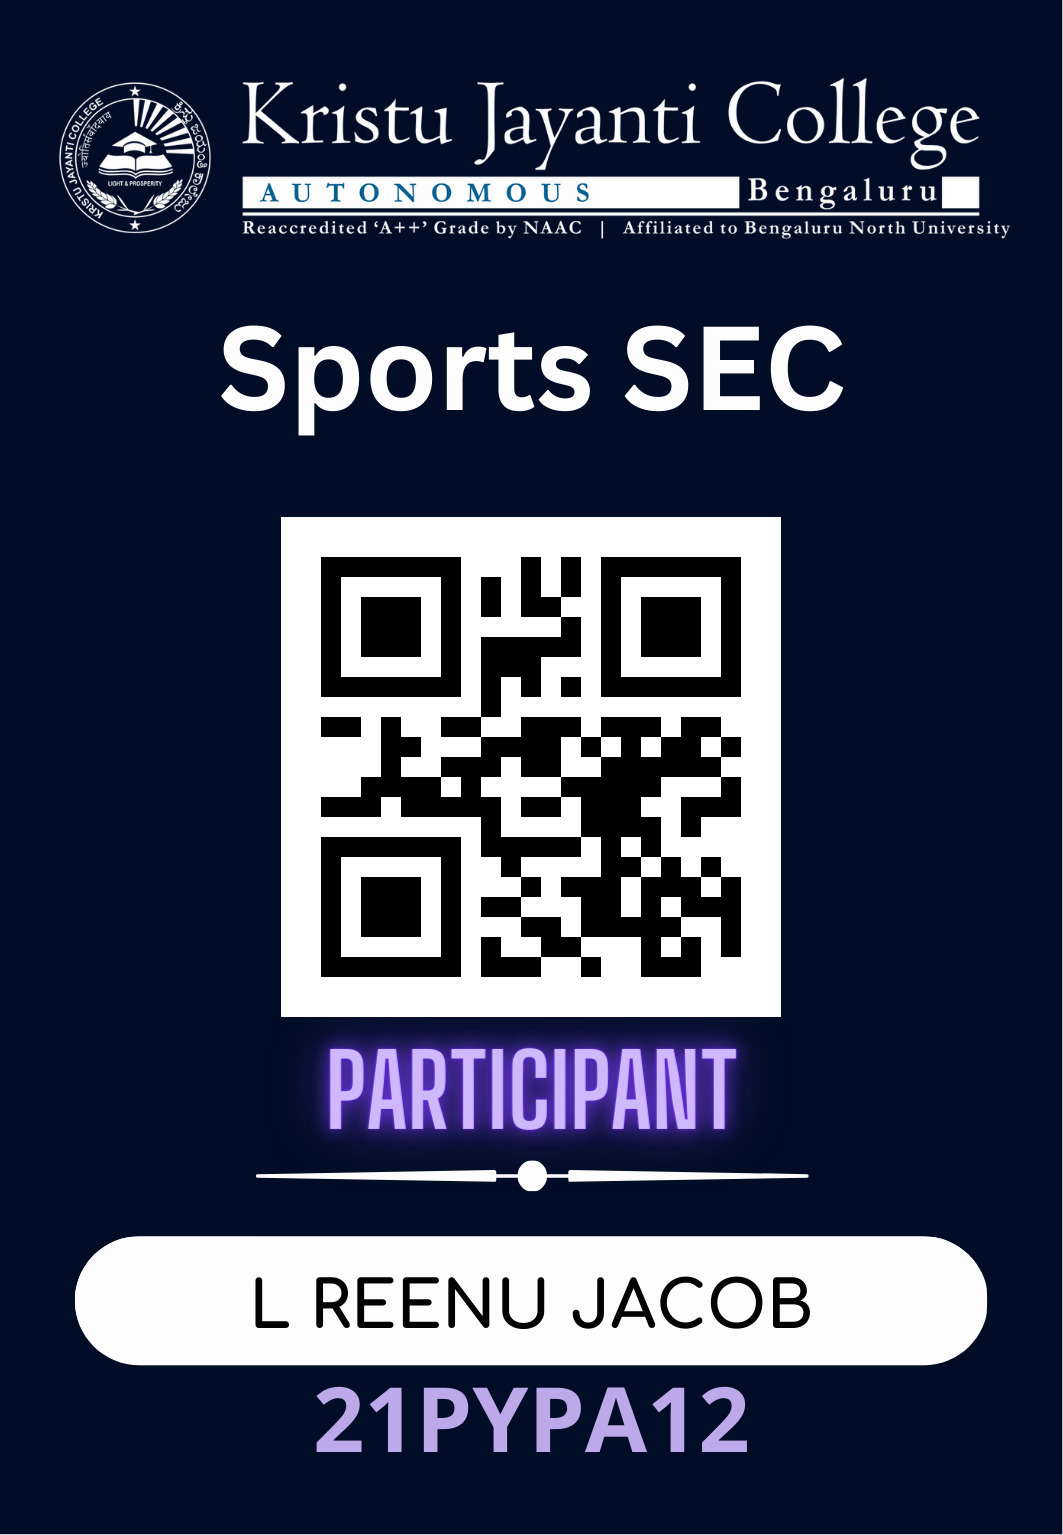 KRISTU JAYANTI COLLEGE
ಕ್ರಿಸ್ತು ಜಯಂತಿ ಕಾಲೇಜು
LIGHT & PROSPERITY
Kristu Jayanti College
AUTONOMOUS Bengaluru
Reaccredited ‘A++’ Grade by NAAC | Affiliated to Bengaluru North University
Sports SEC
PARTICIPANT
L REENU JACOB
21PYPA12